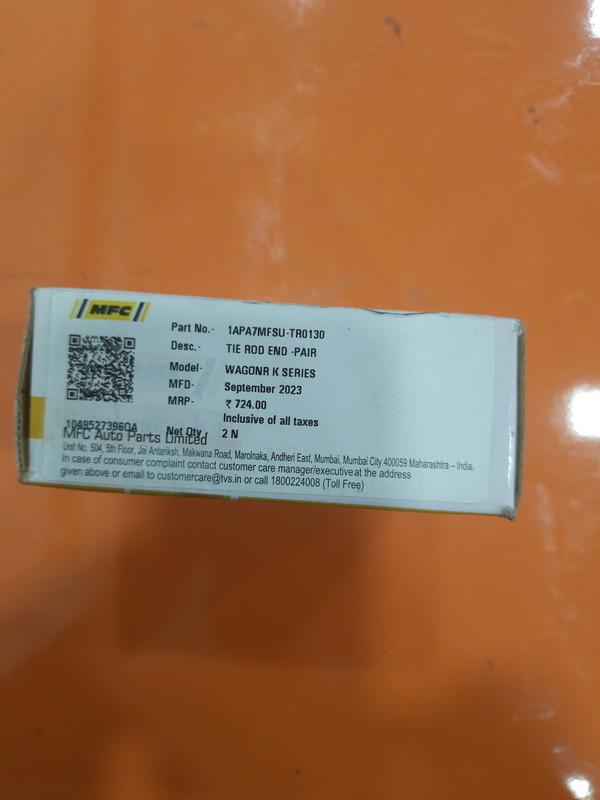 MFC
Part No.- 1APA7MFSU-TR0130
Desc.- TIE ROD END -PAIR
Model- WAGONR K SERIES
MFD- September 2023
MRP- ₹ 724.00
Inclusive of all taxes
Net Qty 2 N
1049527396OA
MFC Auto Parts Limited
Unit No. 504, 5th Floor, Jai Antariksh, Makwana Road, Marolnaka, Andheri East, Mumbai, Mumbai City 400059 Maharashtra – India.
In case of consumer complaint contact customer care manager/executive at the address
given above or email to customercare@tvs.in or call 1800224008 (Toll Free)